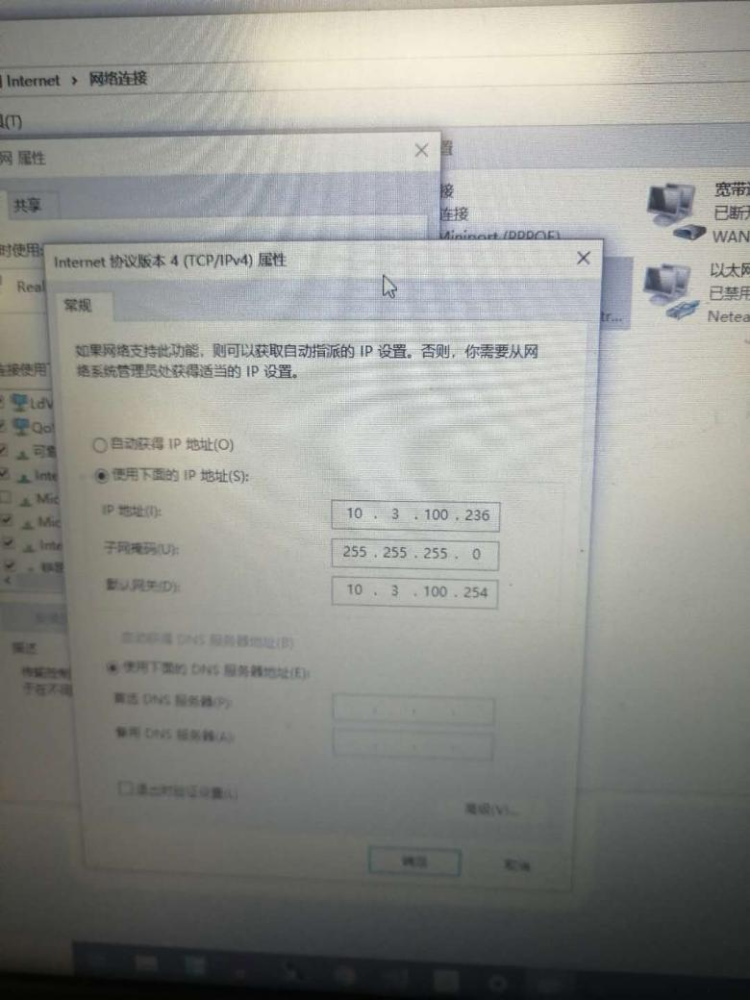 Internet > 网络连接
(T)
网 属性
置
共享
接
连接
Miniport (PPPOE)
宽带
已断
WAN
时使用:
Real
Internet 协议版本 4 (TCP/IPv4) 属性
常规
以太网
已禁用
Netea
tr...
如果网络支持此功能，则可以获取自动指派的 IP 设置。否则，你需要从网
络系统管理员处获得适当的 IP 设置。
连接使用
LdV
Qo
Inte
Mic
Mic
Inte
自动获得 IP 地址(O)
使用下面的 IP 地址(S):
IP 地址(I):
10 . 3 . 100 . 236
子网掩码(U):
255 . 255 . 255 . 0
默认网关(D):
10 . 3 . 100 . 254
自动获得 DNS 服务器地址(B)
使用下面的 DNS 服务器地址(E):
首选 DNS 服务器(P):
备用 DNS 服务器(A):
描述
退出时验证设置(L)
高级(V)...
确定
取消